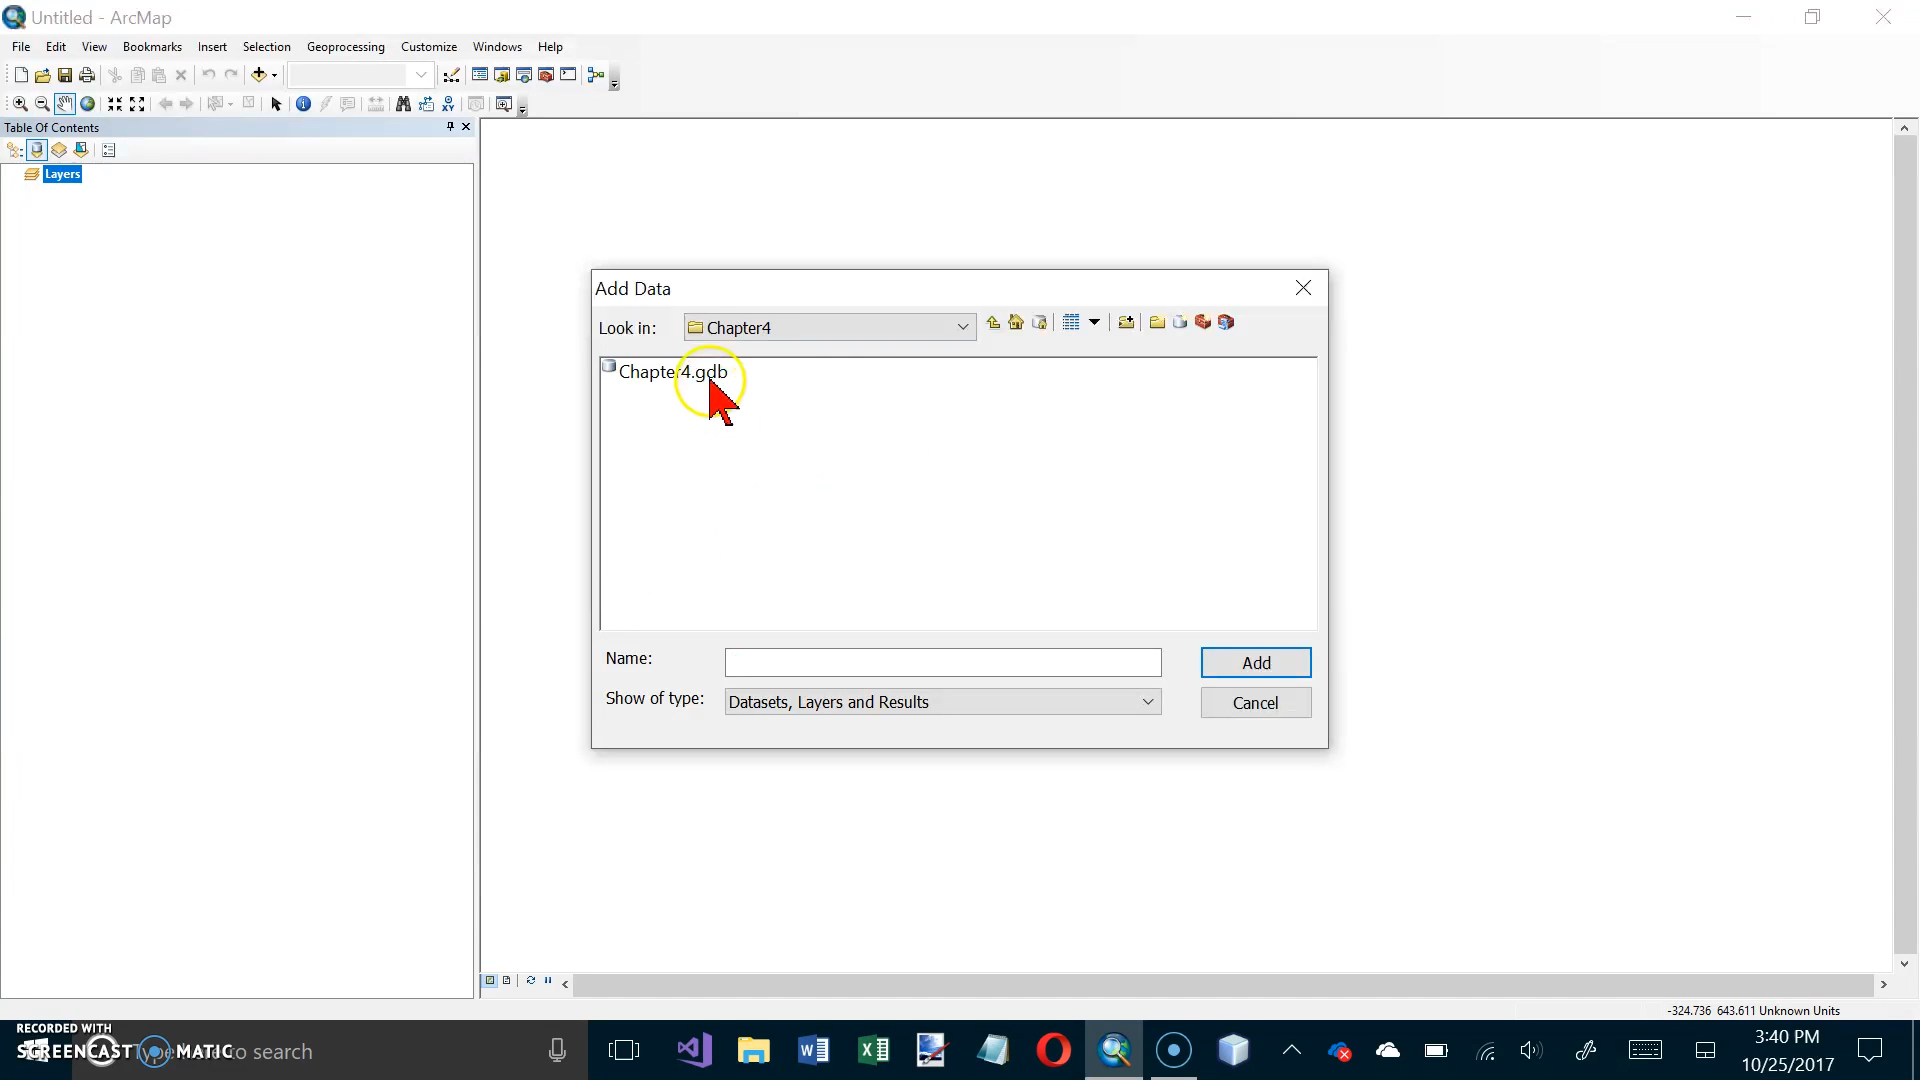 Untitled - ArcMap
File Edit View Bookmarks Insert Selection Geoprocessing Customize Windows Help
Table Of Contents
Layers
Add Data
Look in: Chapter4
Chapter4.gdb
Name:
Add
Show of type: Datasets, Layers and Results
Cancel
-324.736 643.611 Unknown Units
RECORDED WITH
SCREENCAST MATIC
to search
3:40 PM
10/25/2017